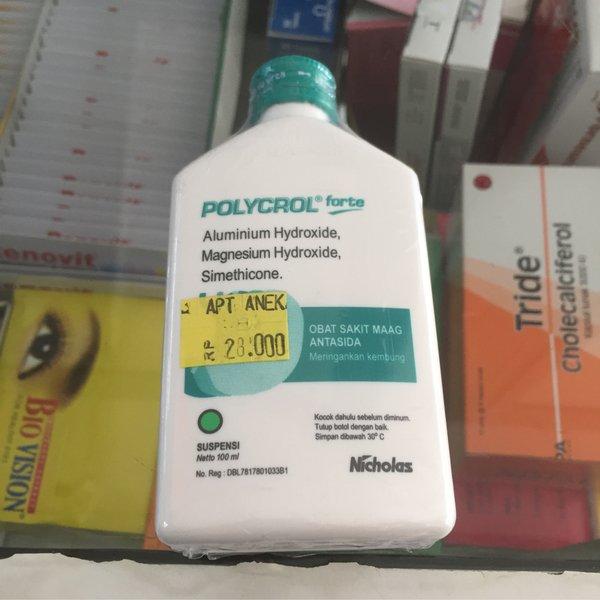 POLYCROL® forte
Aluminium Hydroxide,
Magnesium Hydroxide,
Simethicone.
APT ANEK
RP 28.000
OBAT SAKIT MAAG
ANTASIDA
Meringankan kembung
SUSPENSI
Netto 100 ml
No. Reg : DBL7817801033B1
Kocok dahulu sebelum diminum.
Tutup botol dengan baik.
Simpan dibawah 30° C
Nicholas
enovit
BIO VISION
Tride®
Cholecalciferol